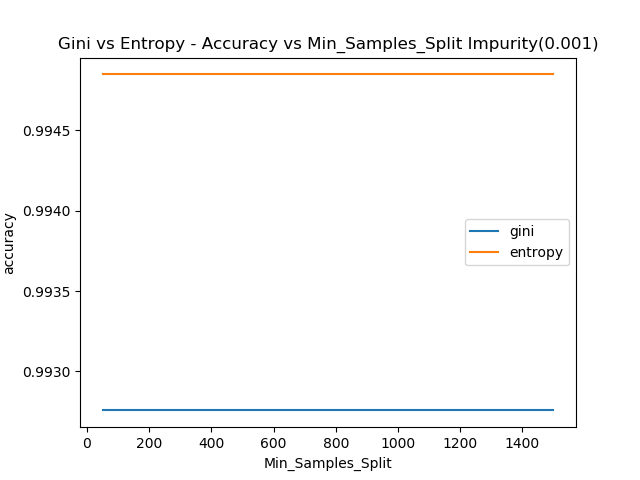 Gini vs Entropy - Accuracy vs Min_Samples_Split Impurity(0.001)
accuracy
0.9945
0.9940
0.9935
0.9930
gini
entropy
0 200 400 600 800 1000 1200 1400
Min_Samples_Split